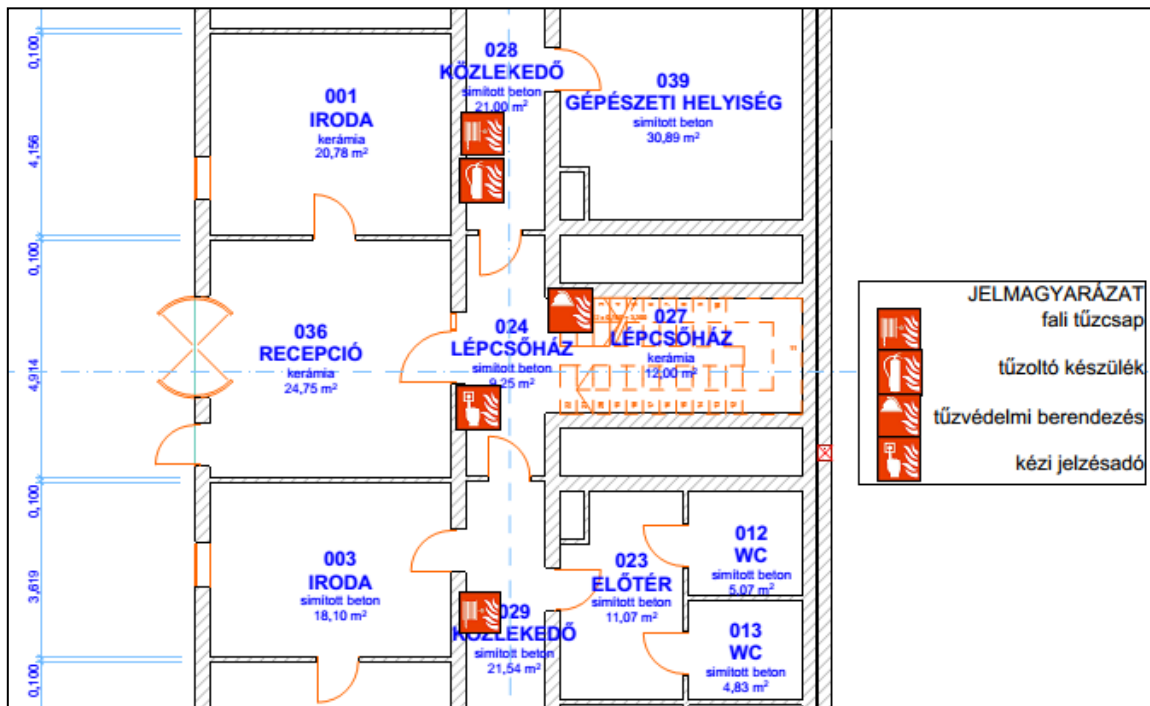 0,100
4,156
0,100
4,914
0,100
3,619
0,100
001
IRODA
kerámia
20,78 m²
028
KÖZLEKEDŐ
simított beton
21,00 m²
039
GÉPÉSZETI HELYISÉG
simított beton
30,89 m²
036
RECEPCIÓ
kerámia
24,75 m²
024
LÉPCSŐHÁZ
simított beton
9,25 m²
027
LÉPCSŐHÁZ
kerámia
12,00 m²
003
IRODA
simított beton
18,10 m²
029
KÖZLEKEDŐ
simított beton
21,54 m²
023
ELŐTÉR
simított beton
11,07 m²
012
WC
simított beton
5,07 m²
013
WC
simított beton
4,83 m²
JELMAGYARÁZAT
fali tűzcsap
tűzoltó készülék
tűzvédelmi berendezés
kézi jelzésadó